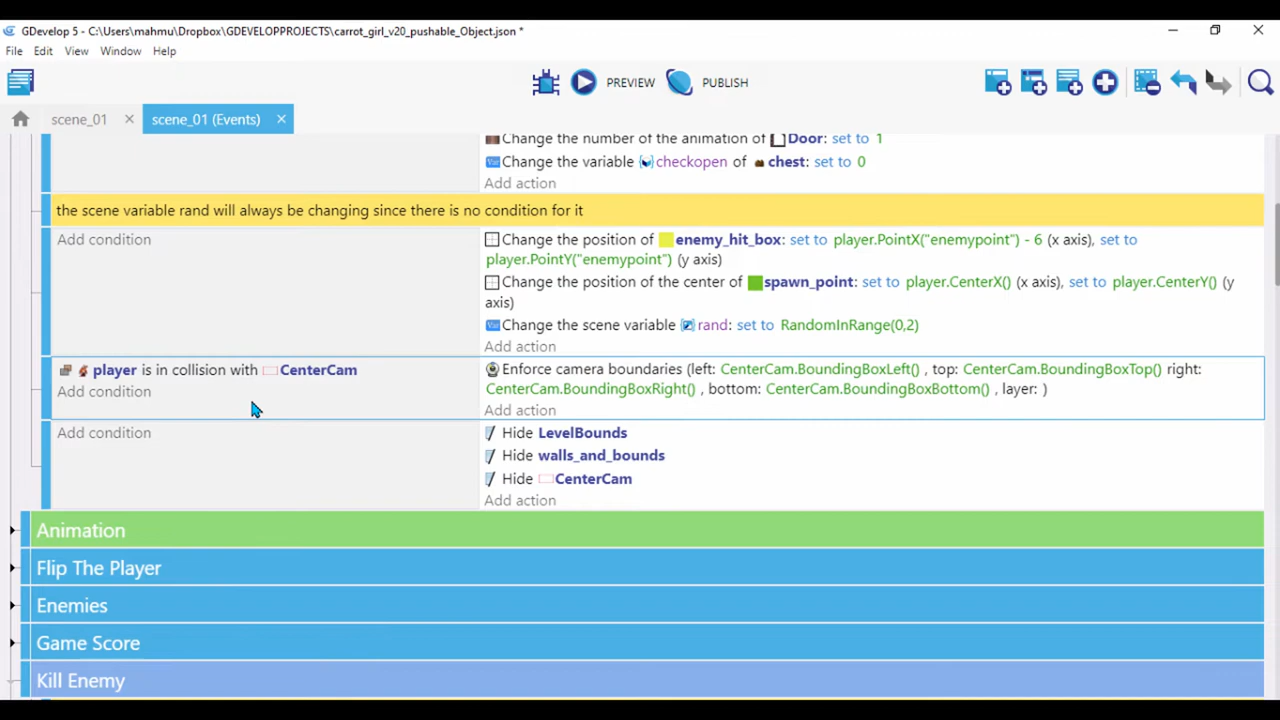 GDevelop 5 - C:\Users\mahmu\Dropbox\GDEVELOPPROJECTS\carrot_girl_v20_pushable_Object.json *
File Edit View Window Help
PREVIEW PUBLISH
scene_01 × scene_01 (Events) ×
Change the number of the animation of Door: set to 1
Change the variable checkopen of chest: set to 0
Add action
the scene variable rand will always be changing since there is no condition for it
Add condition
Change the position of enemy_hit_box: set to player.PointX("enemypoint") - 6 (x axis), set to
player.PointY("enemypoint") (y axis)
Change the position of the center of spawn_point: set to player.CenterX() (x axis), set to player.CenterY() (y
axis)
Var Change the scene variable rand: set to RandomInRange(0,2)
Add action
player is in collision with CenterCam
Add condition
Enforce camera boundaries (left: CenterCam.BoundingBoxLeft() , top: CenterCam.BoundingBoxTop() right:
CenterCam.BoundingBoxRight() , bottom: CenterCam.BoundingBoxBottom() , layer: )
Add action
Add condition
Hide LevelBounds
Hide walls_and_bounds
Hide CenterCam
Add action
Animation
Flip The Player
Enemies
Game Score
Kill Enemy